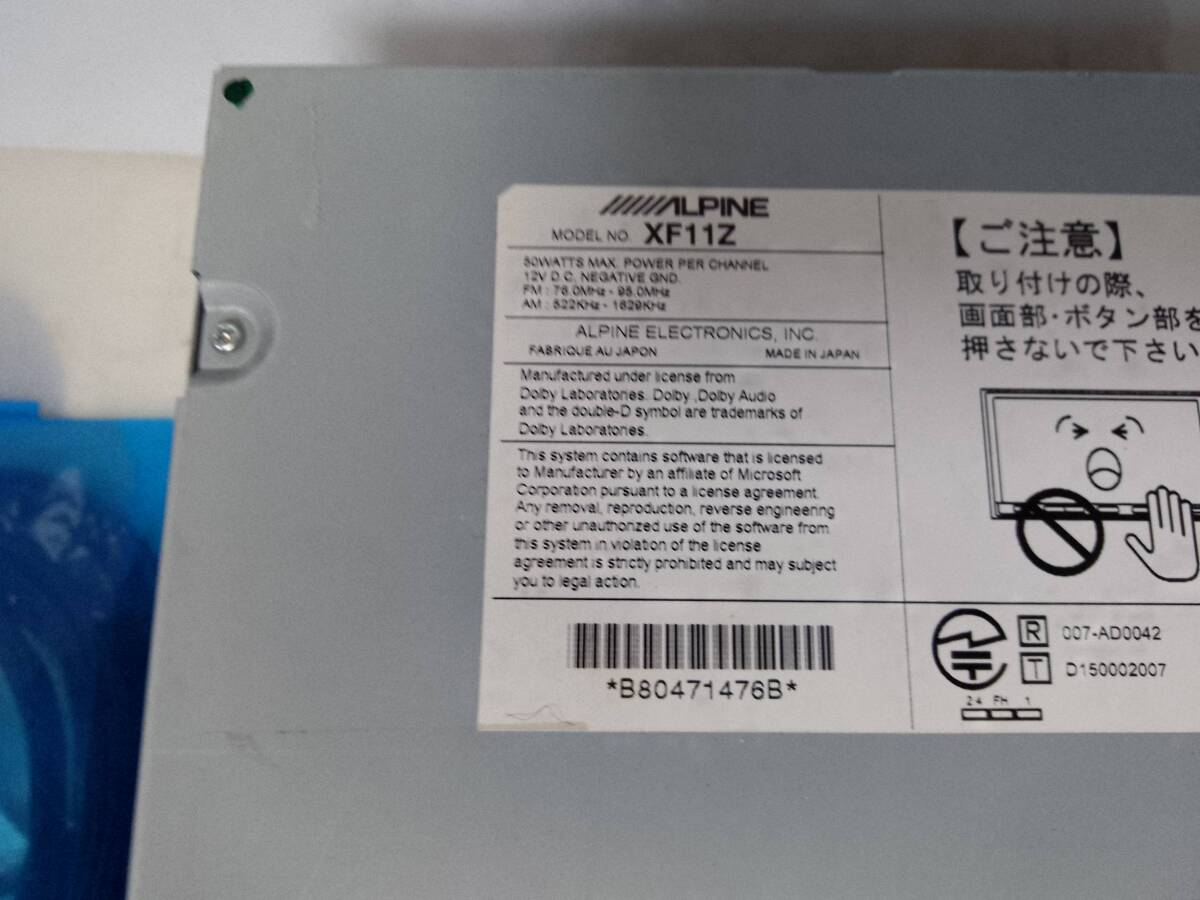 ALPINE
MODEL NO. XF11Z
50WATTS MAX. POWER PER CHANNEL
12V D.C. NEGATIVE GND.
FM : 76.0MHz - 95.0MHz
AM : 522KHz - 1629KHz
ALPINE ELECTRONICS, INC.
FABRIQUE AU JAPON MADE IN JAPAN
Manufactured under license from
Dolby Laboratories. Dolby ,Dolby Audio
and the double-D symbol are trademarks of
Dolby Laboratories.
This system contains software that is licensed
to Manufacturer by an affiliate of Microsoft
Corporation pursuant to a license agreement.
Any removal, reproduction, reverse engineering
or other unauthorized use of the software from
this system in violation of the license
agreement is strictly prohibited and may subject
you to legal action.
*B80471476B*
【ご注意】
取り付けの際、
画面部・ボタン部を
押さないで下さい
R 007-AD0042
T D150002007
2.4 FH 1